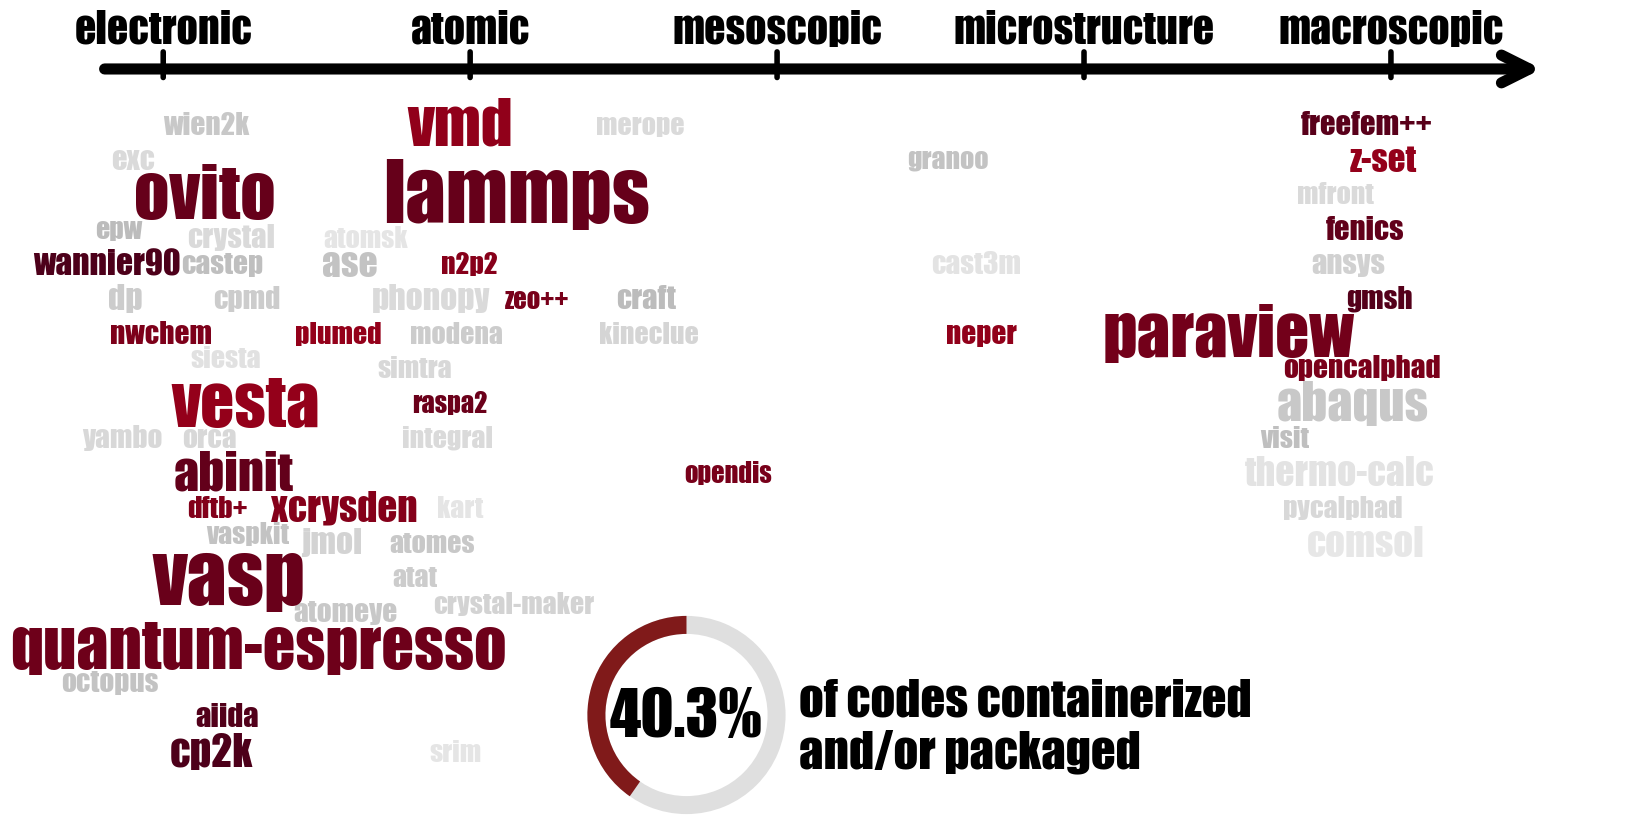 electronic atomic mesoscopic microstructure macroscopic
wien2k vmd merope freefem++
exc granoo z-set
ovito lammps mfront
epw crystal atomsk fenics
wannier90 castep ase n2p2 cast3m ansys
dp cpmd phonopy zeo++ craft gmsh
nwchem plumed modena kineclue neper paraview
siesta simtra opencalphad
vesta raspa2 abaqus
yambo orca integral visit
abinit opendis thermo-calc
dftb+ xcrysden kart pycalphad
vaspkit jmol atomes comsol
vasp atat
atomeye crystal-maker
quantum-espresso
octopus
40.3% of codes containerized
and/or packaged
aiida
cp2k srim